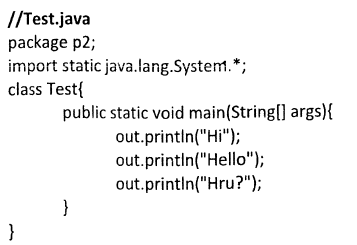 //Test.java
package p2;
import static java.lang.System.*;
class Test{
public static void main(String[] args){
out.println("Hi");
out.println("Hello");
out.println("Hru?");
}
}